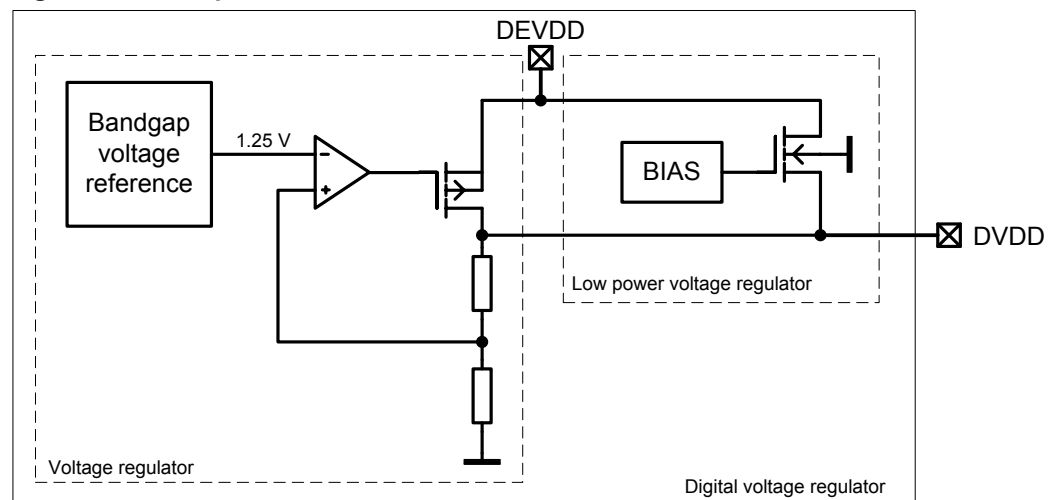 DEVDD
Bandgap
voltage
reference
1.25 V
−
+
BIAS
DVDD
Low power voltage regulator
Voltage regulator
Digital voltage regulator